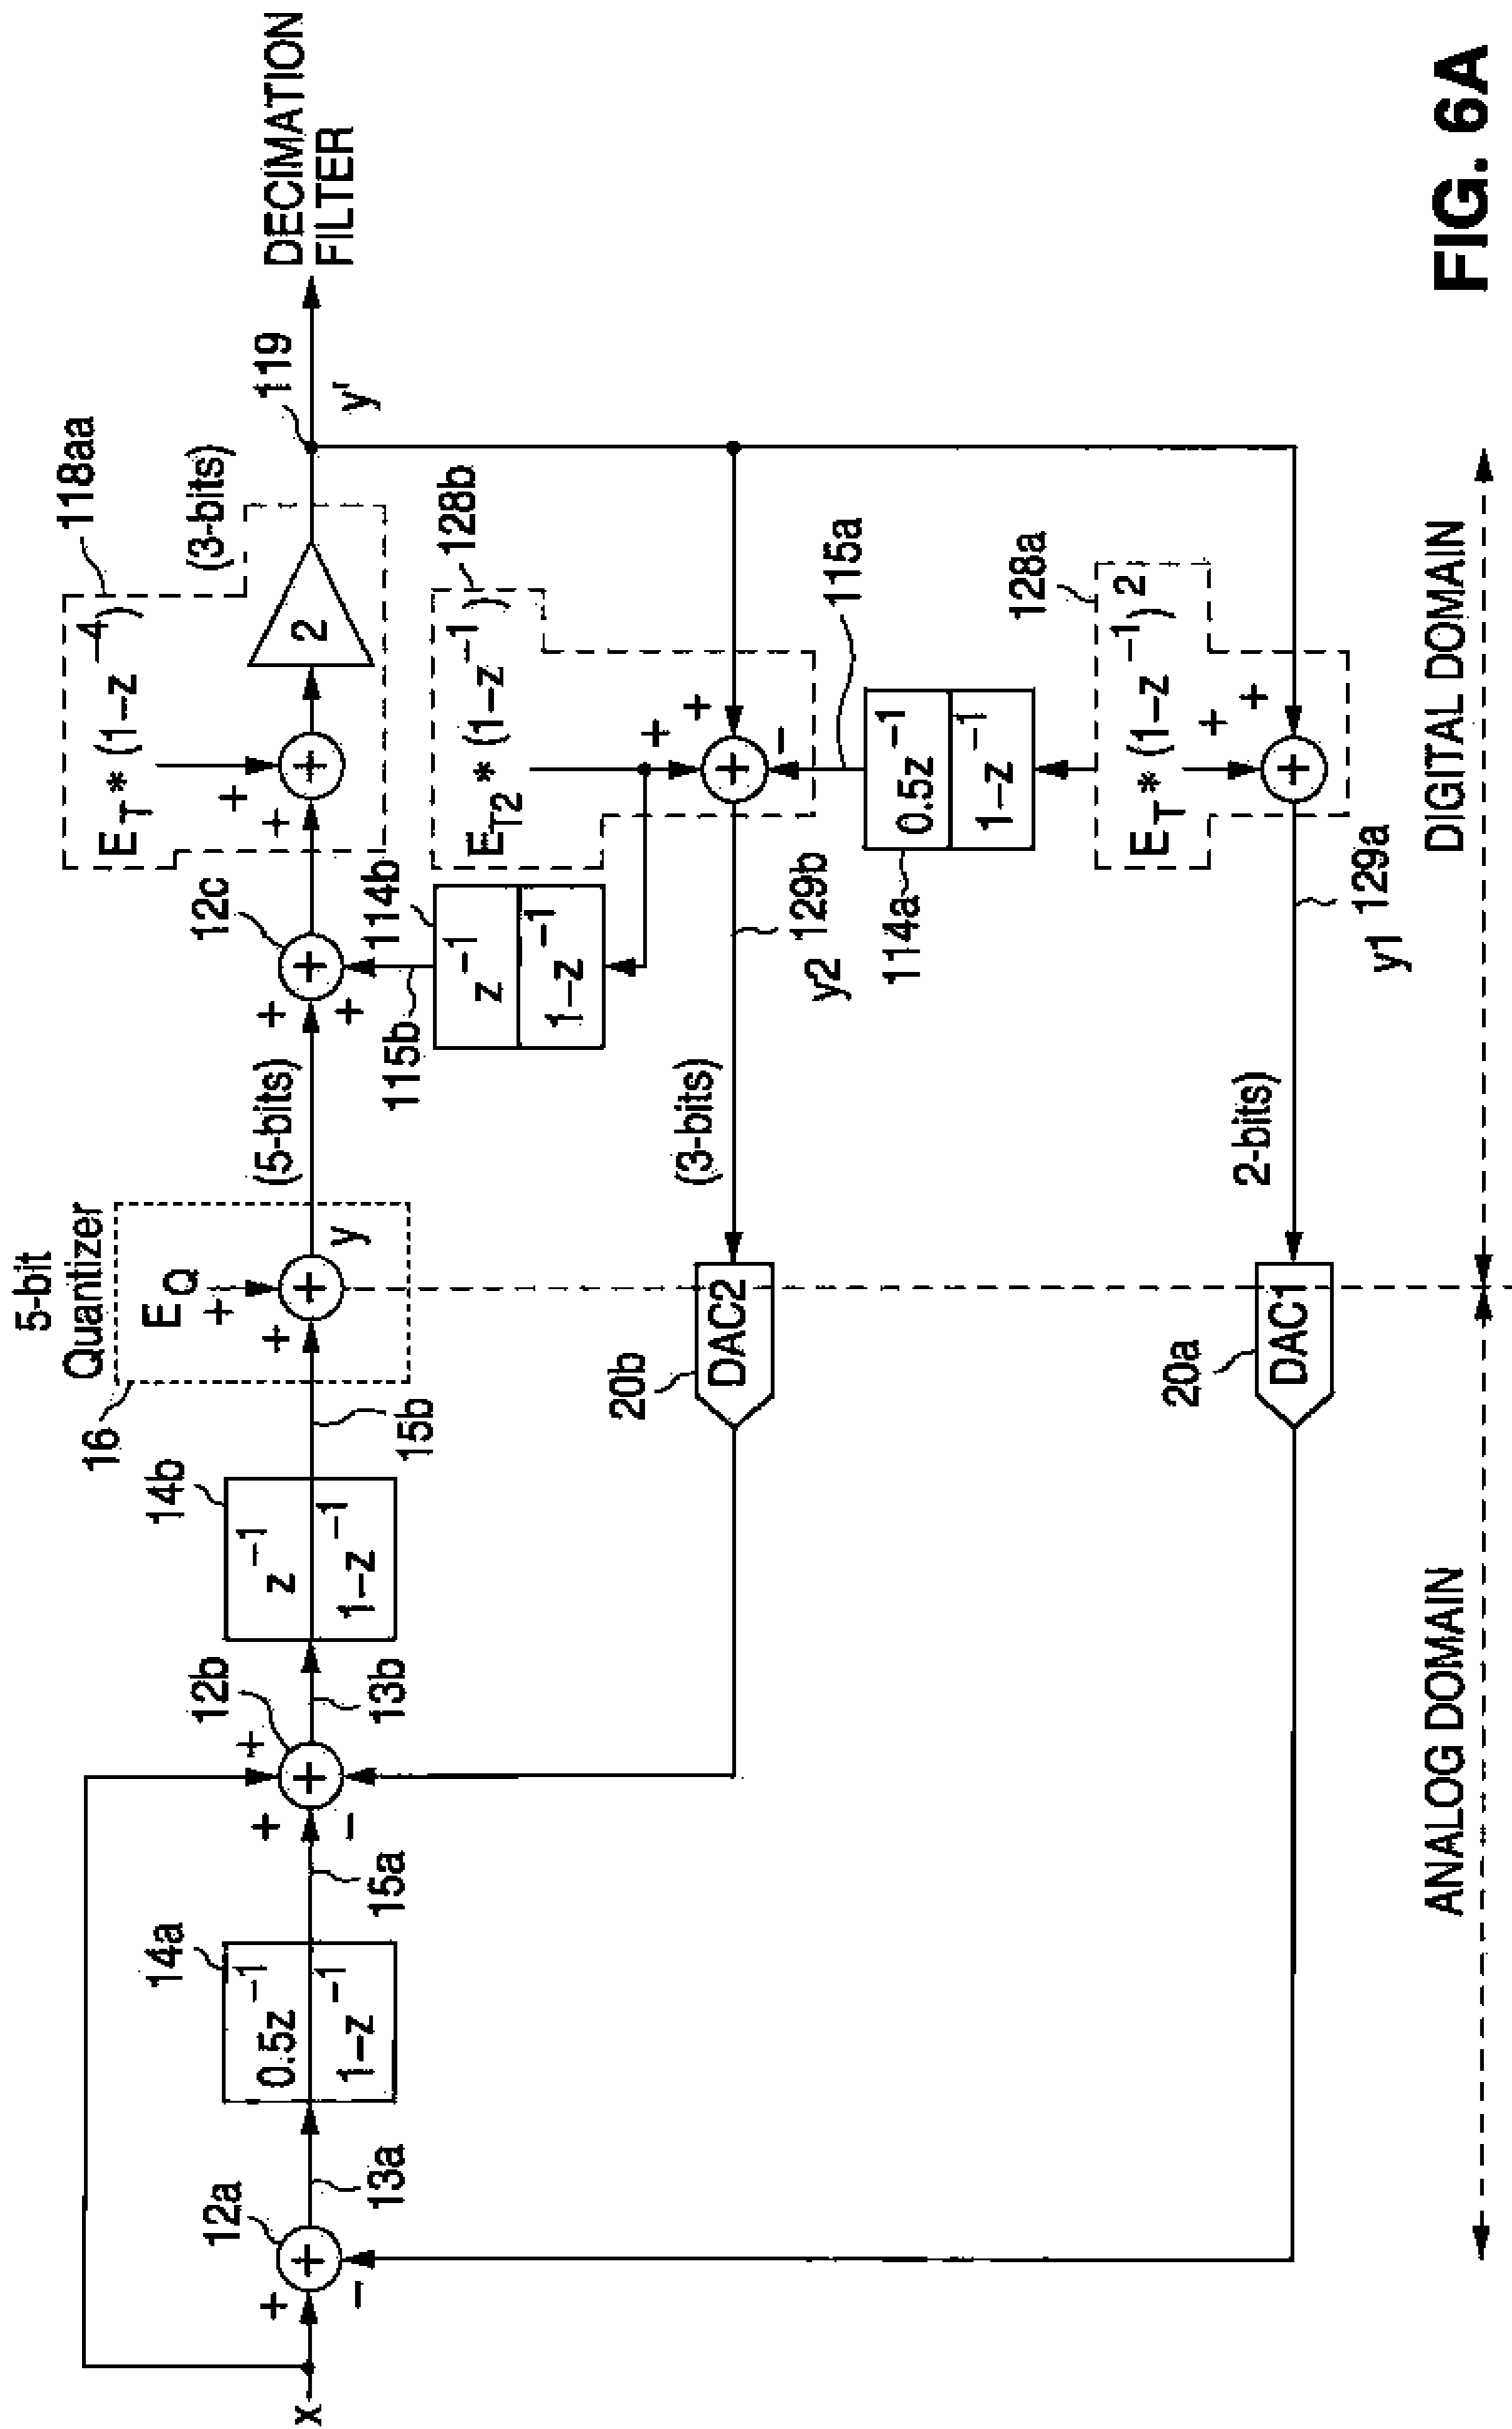 5-bit
Quantizer
16
E_Q
+
+
+
y
(5-bits)
12c
+
+
+
118aa
E_T*(1−z^−4)
+
+
+
2
(3-bits)
119
y'
DECIMATION
FILTER
x
+
−
12a
+
13a
14a
0.5z^−1
1−z^−1
15a
+
+
−
12b
+
13b
14b
z^−1
1−z^−1
15b
114b
z^−1
1−z^−1
115b
128b
E_T2*(1−z^−1)
+
+
−
+
115a
129b
y2
(3-bits)
DAC2
20b
114a
0.5z^−1
1−z^−1
128a
E_T*(1−z^−1)^2
+
+
+
129a
y1
2-bits)
DAC1
20a
ANALOG DOMAIN
DIGITAL DOMAIN
FIG. 6A